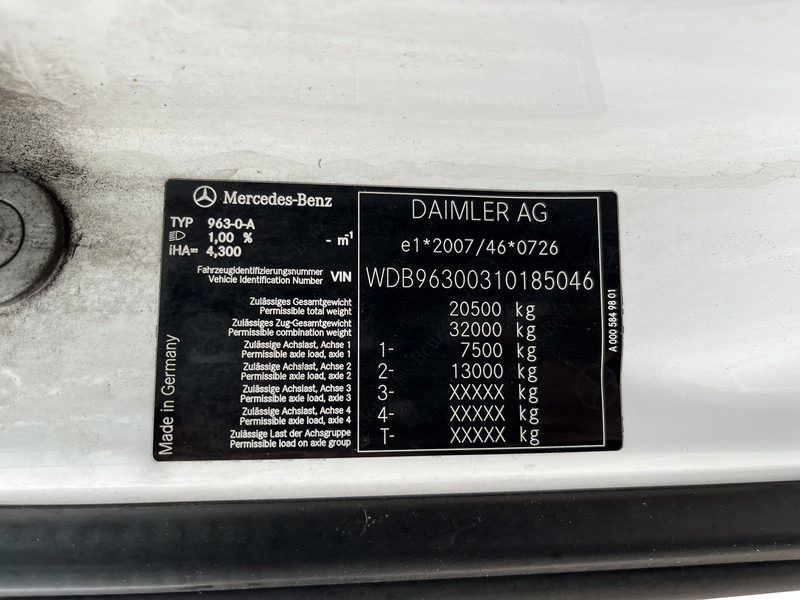 Mercedes-Benz
TYP 963-0-A
1,00 % - m⁻¹
iHA= 4,300
Fahrzeugidentifizierungsnummer
Vehicle Identification Number VIN
Zulässiges Gesamtgewicht
Permissible total weight
Zulässiges Zug-Gesamtgewicht
Permissible combination weight
Zulässige Achslast, Achse 1
Permissible axle load, axle 1
Zulässige Achslast, Achse 2
Permissible axle load, axle 2
Zulässige Achslast, Achse 3
Permissible axle load, axle 3
Zulässige Achslast, Achse 4
Permissible axle load, axle 4
Zulässige Last der Achsgruppe
Permissible load on axle group
Made in Germany
DAIMLER AG
e1*2007/46*0726
WDB96300310185046
20500 kg
32000 kg
1- 7500 kg
2- 13000 kg
3- XXXXX kg
4- XXXXX kg
T- XXXXX kg
A 000 584 98 01